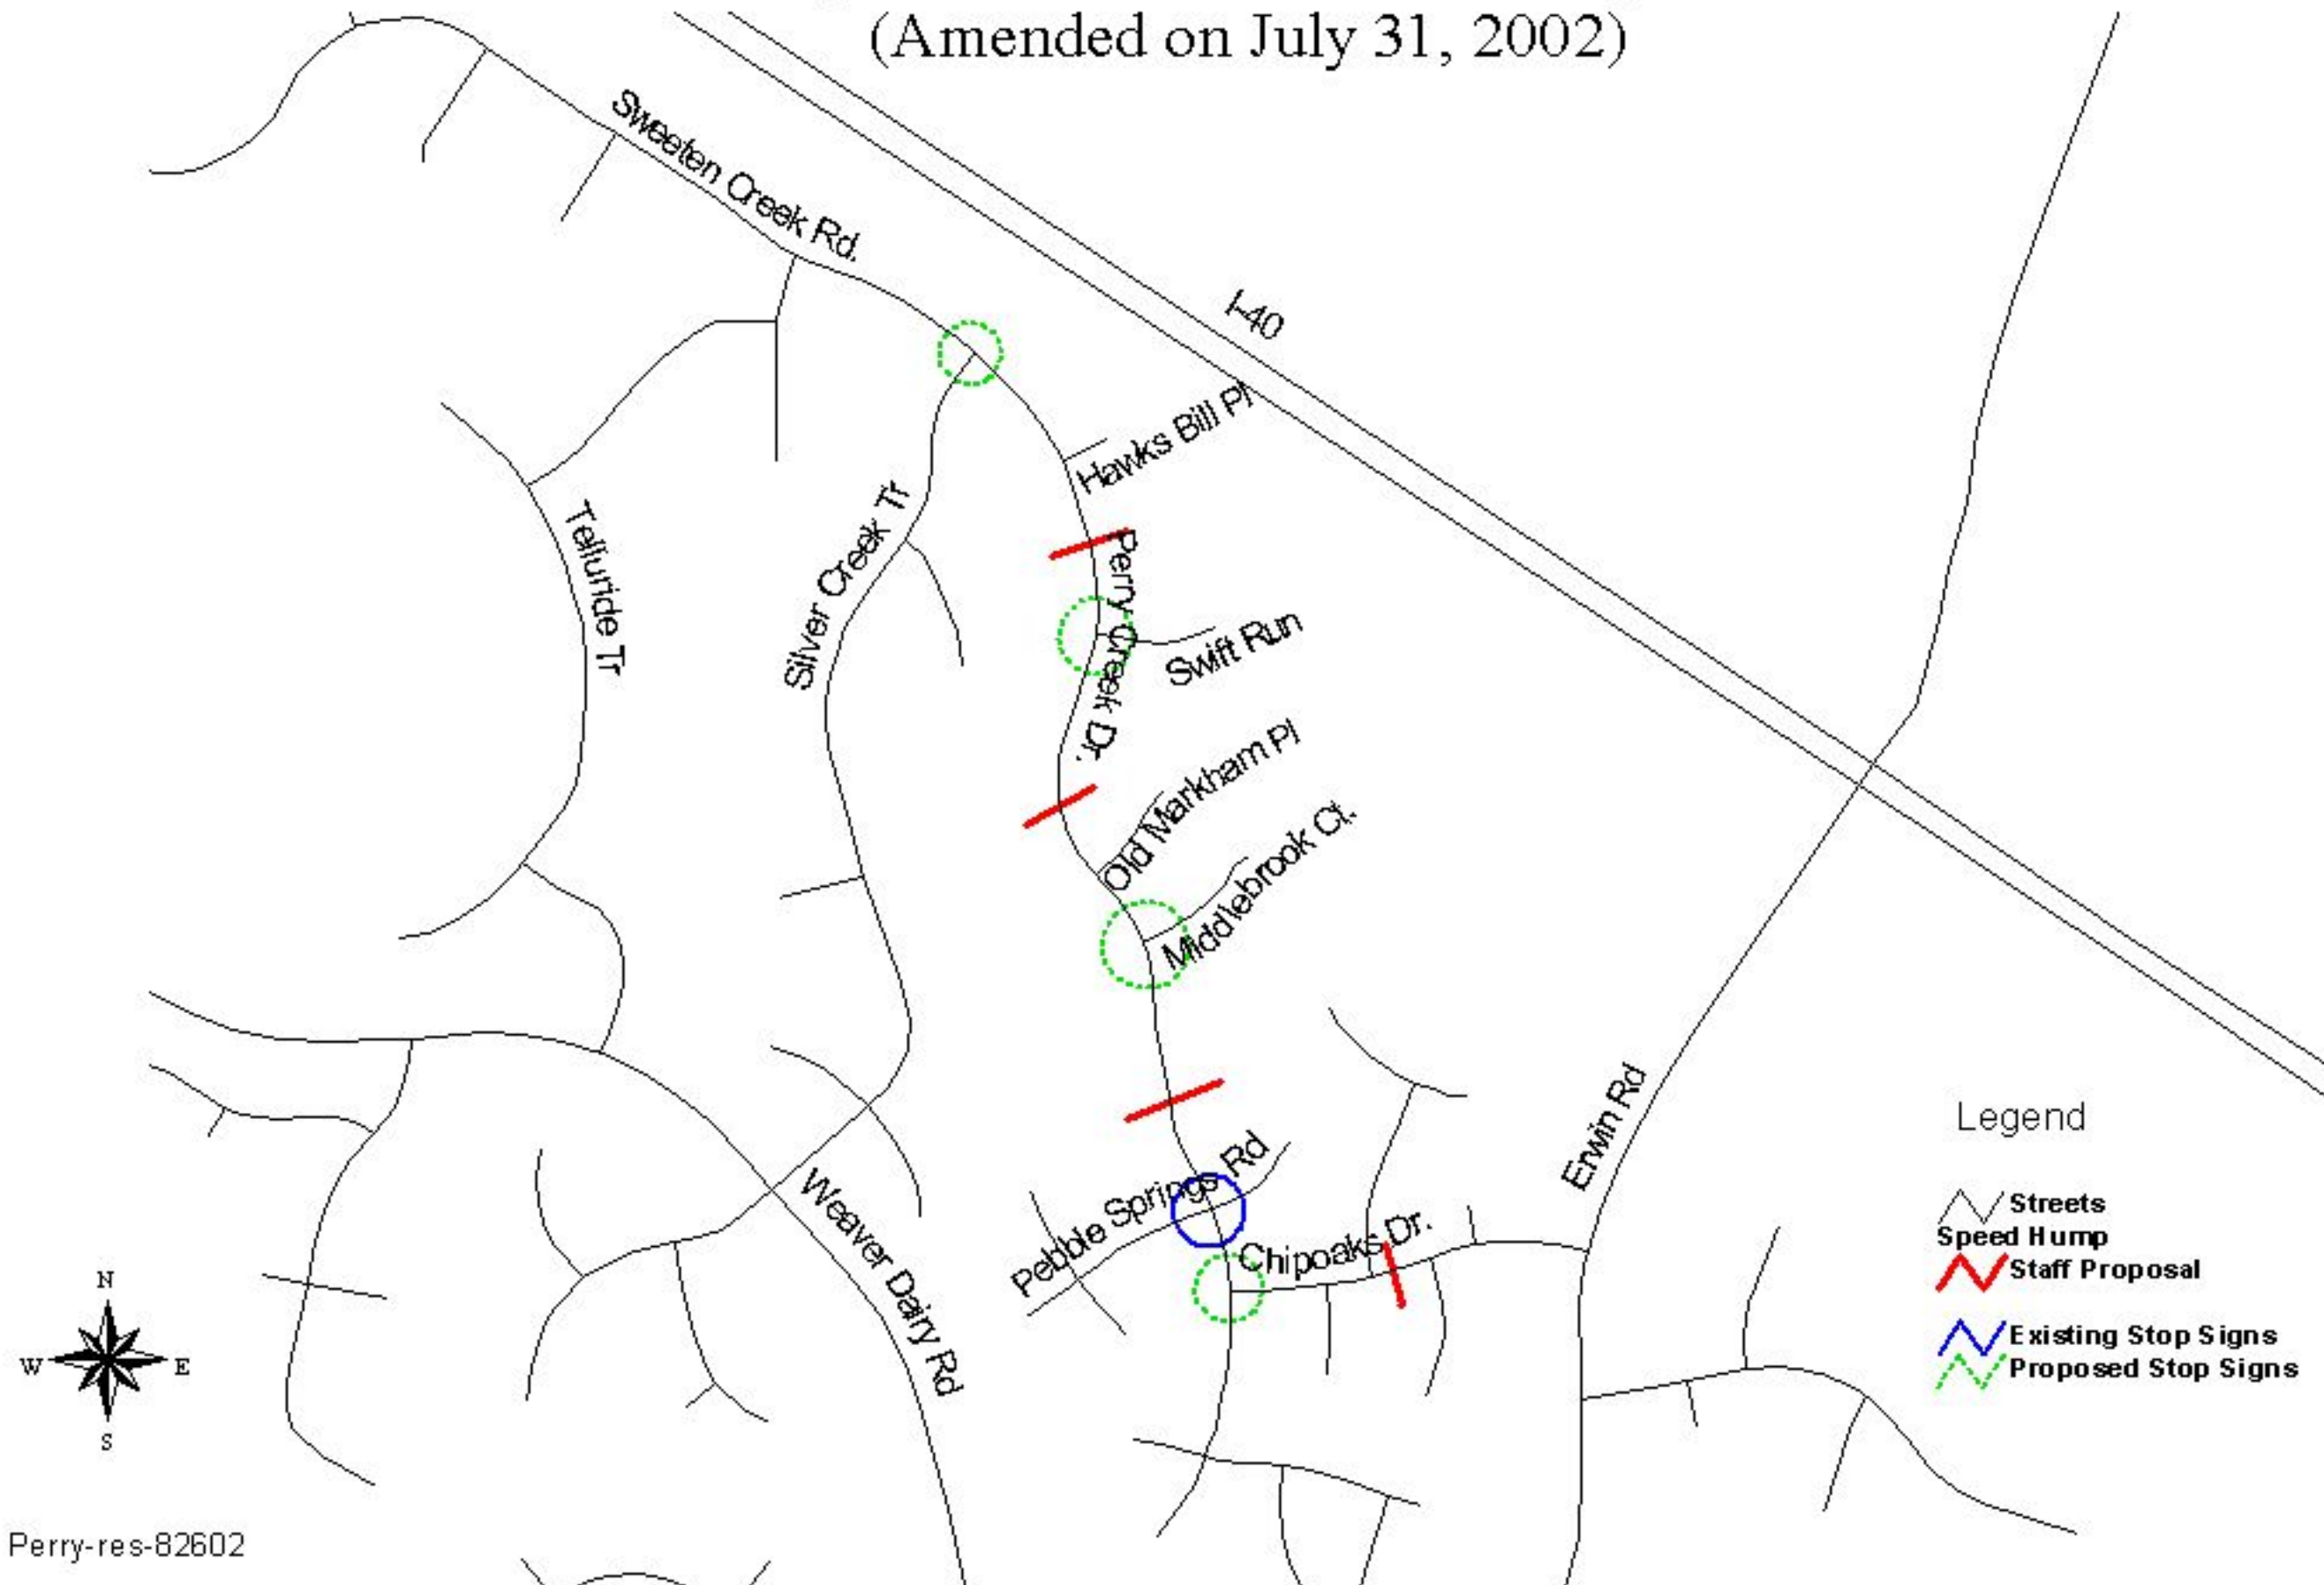 (Amended on July 31, 2002)
Sweeten Creek Rd.
I-40
Hawks Bill Pl
Telluride Tr
Silver Creek Tr
Perry Creek Dr.
Swift Run
Old Markham Pl
Middlebrook Ct.
Erwin Rd
Pebble Springs Rd
Chipoaks Dr.
Weaver Dairy Rd
Legend
Streets
Speed Hump
Staff Proposal
Existing Stop Signs
Proposed Stop Signs
N
W E
S
Perry-res-82602